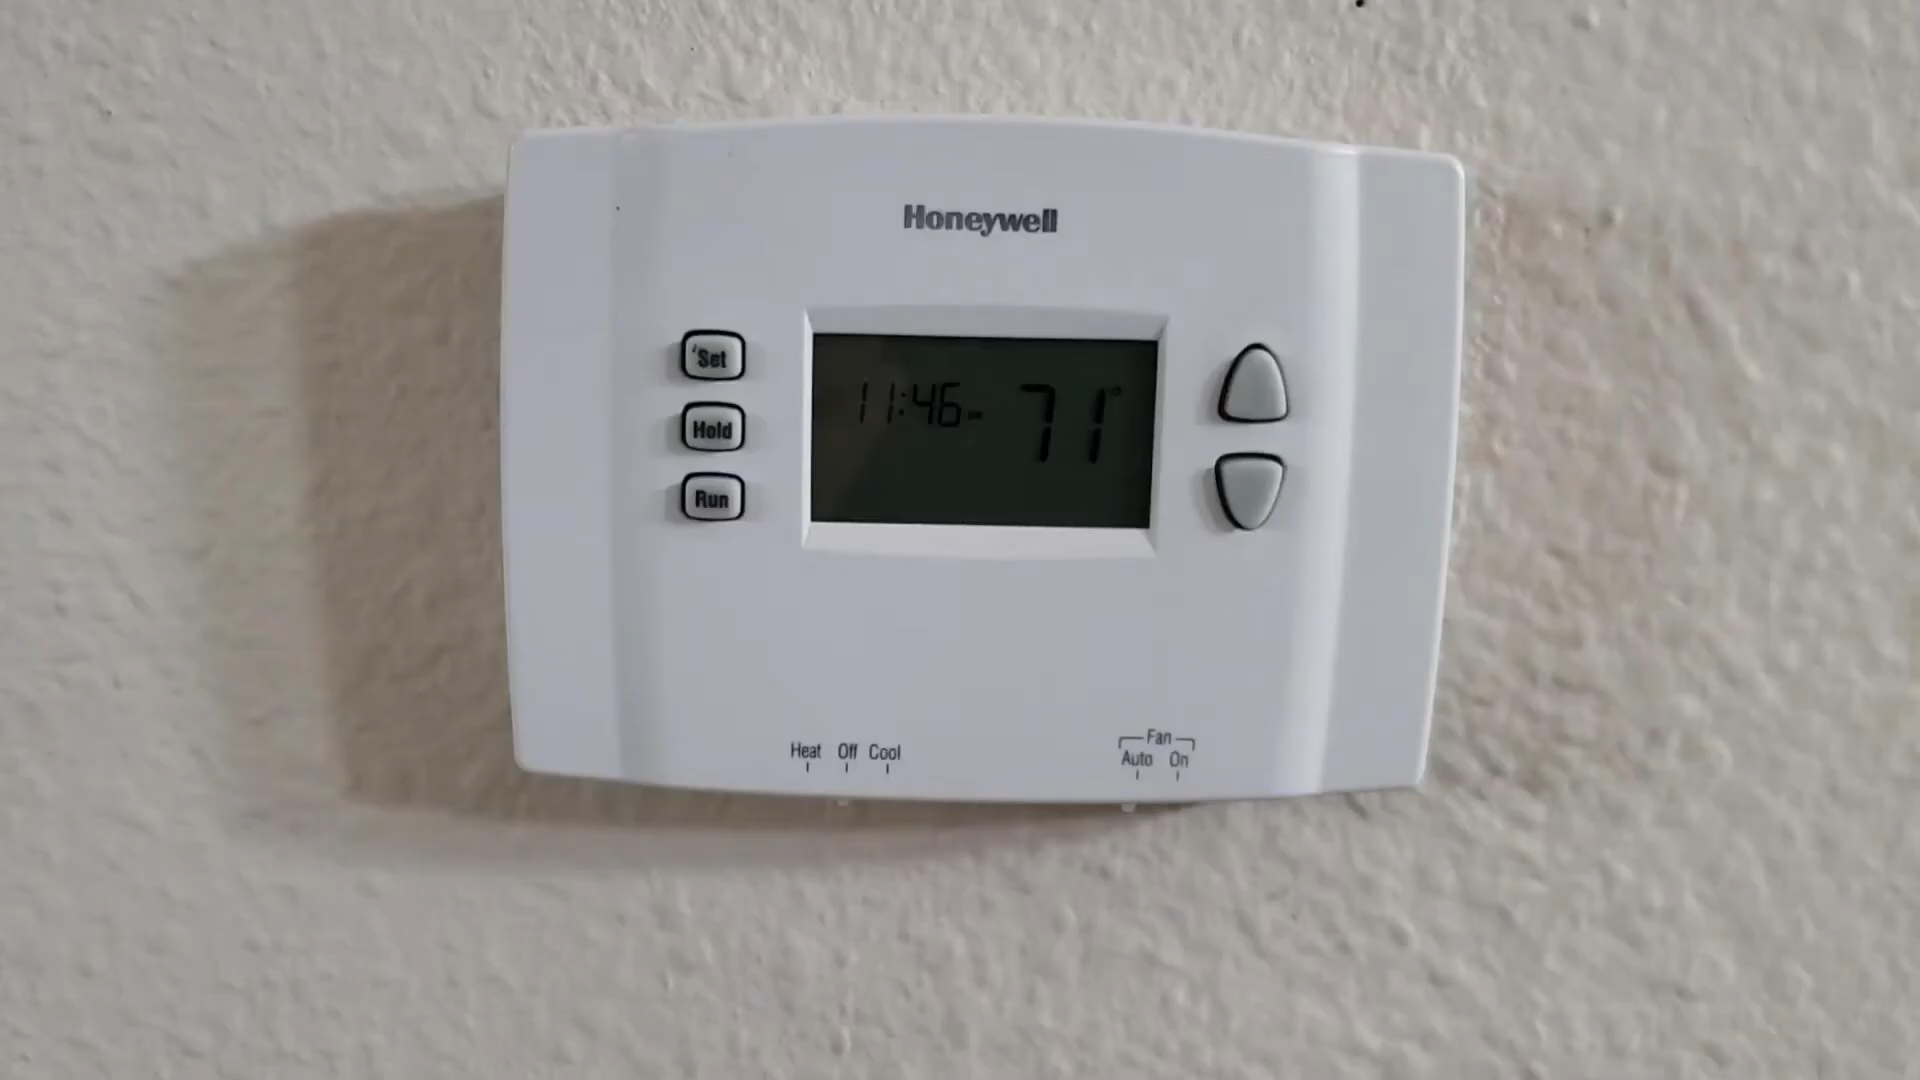 Honeywell
Set
Hold
Run
11:46 71°
Heat Off Cool
Fan
Auto On